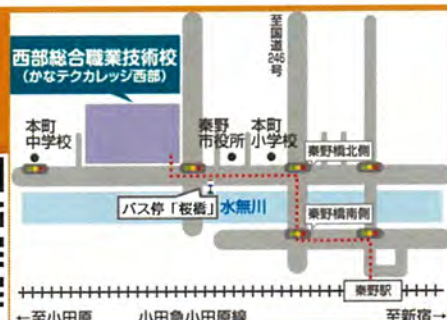 西部総合職業技術校
(かなテクカレッジ西部)
至国道246号
本町
中学校
秦野
市役所
本町
小学校
秦野橋北側
バス停「桜橋」
水無川
秦野橋南側
秦野駅
←至小田原
小田急小田原線
至新宿→